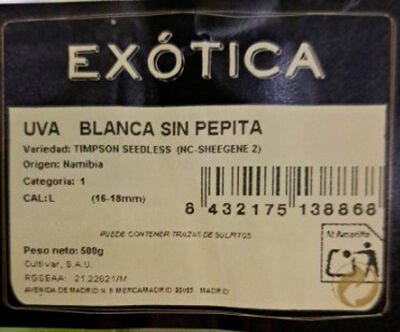 EXÓTICA
UVA BLANCA SIN PEPITA
Variedad: TIMPSON SEEDLESS (NC-SHEEGENE 2)
Origen: Namibia
Categoria: 1
CAL:L (16-18mm)
8 432175 138868
PUEDE CONTENER TRAZAS DE SULFITOS
Al Amarillo
Peso neto: 500g
Cultivar, S.A.U.
RGSEAA: 21.22621/M
AVENIDA DE MADRID N. MERCAMADRID MADRID